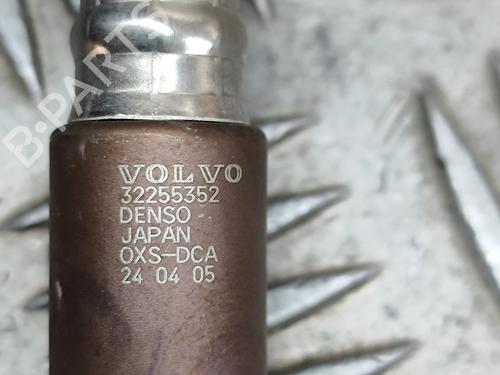 B-PARTS
VOLVO
32255352
DENSO
JAPAN
OXS-DCA
24 04 05